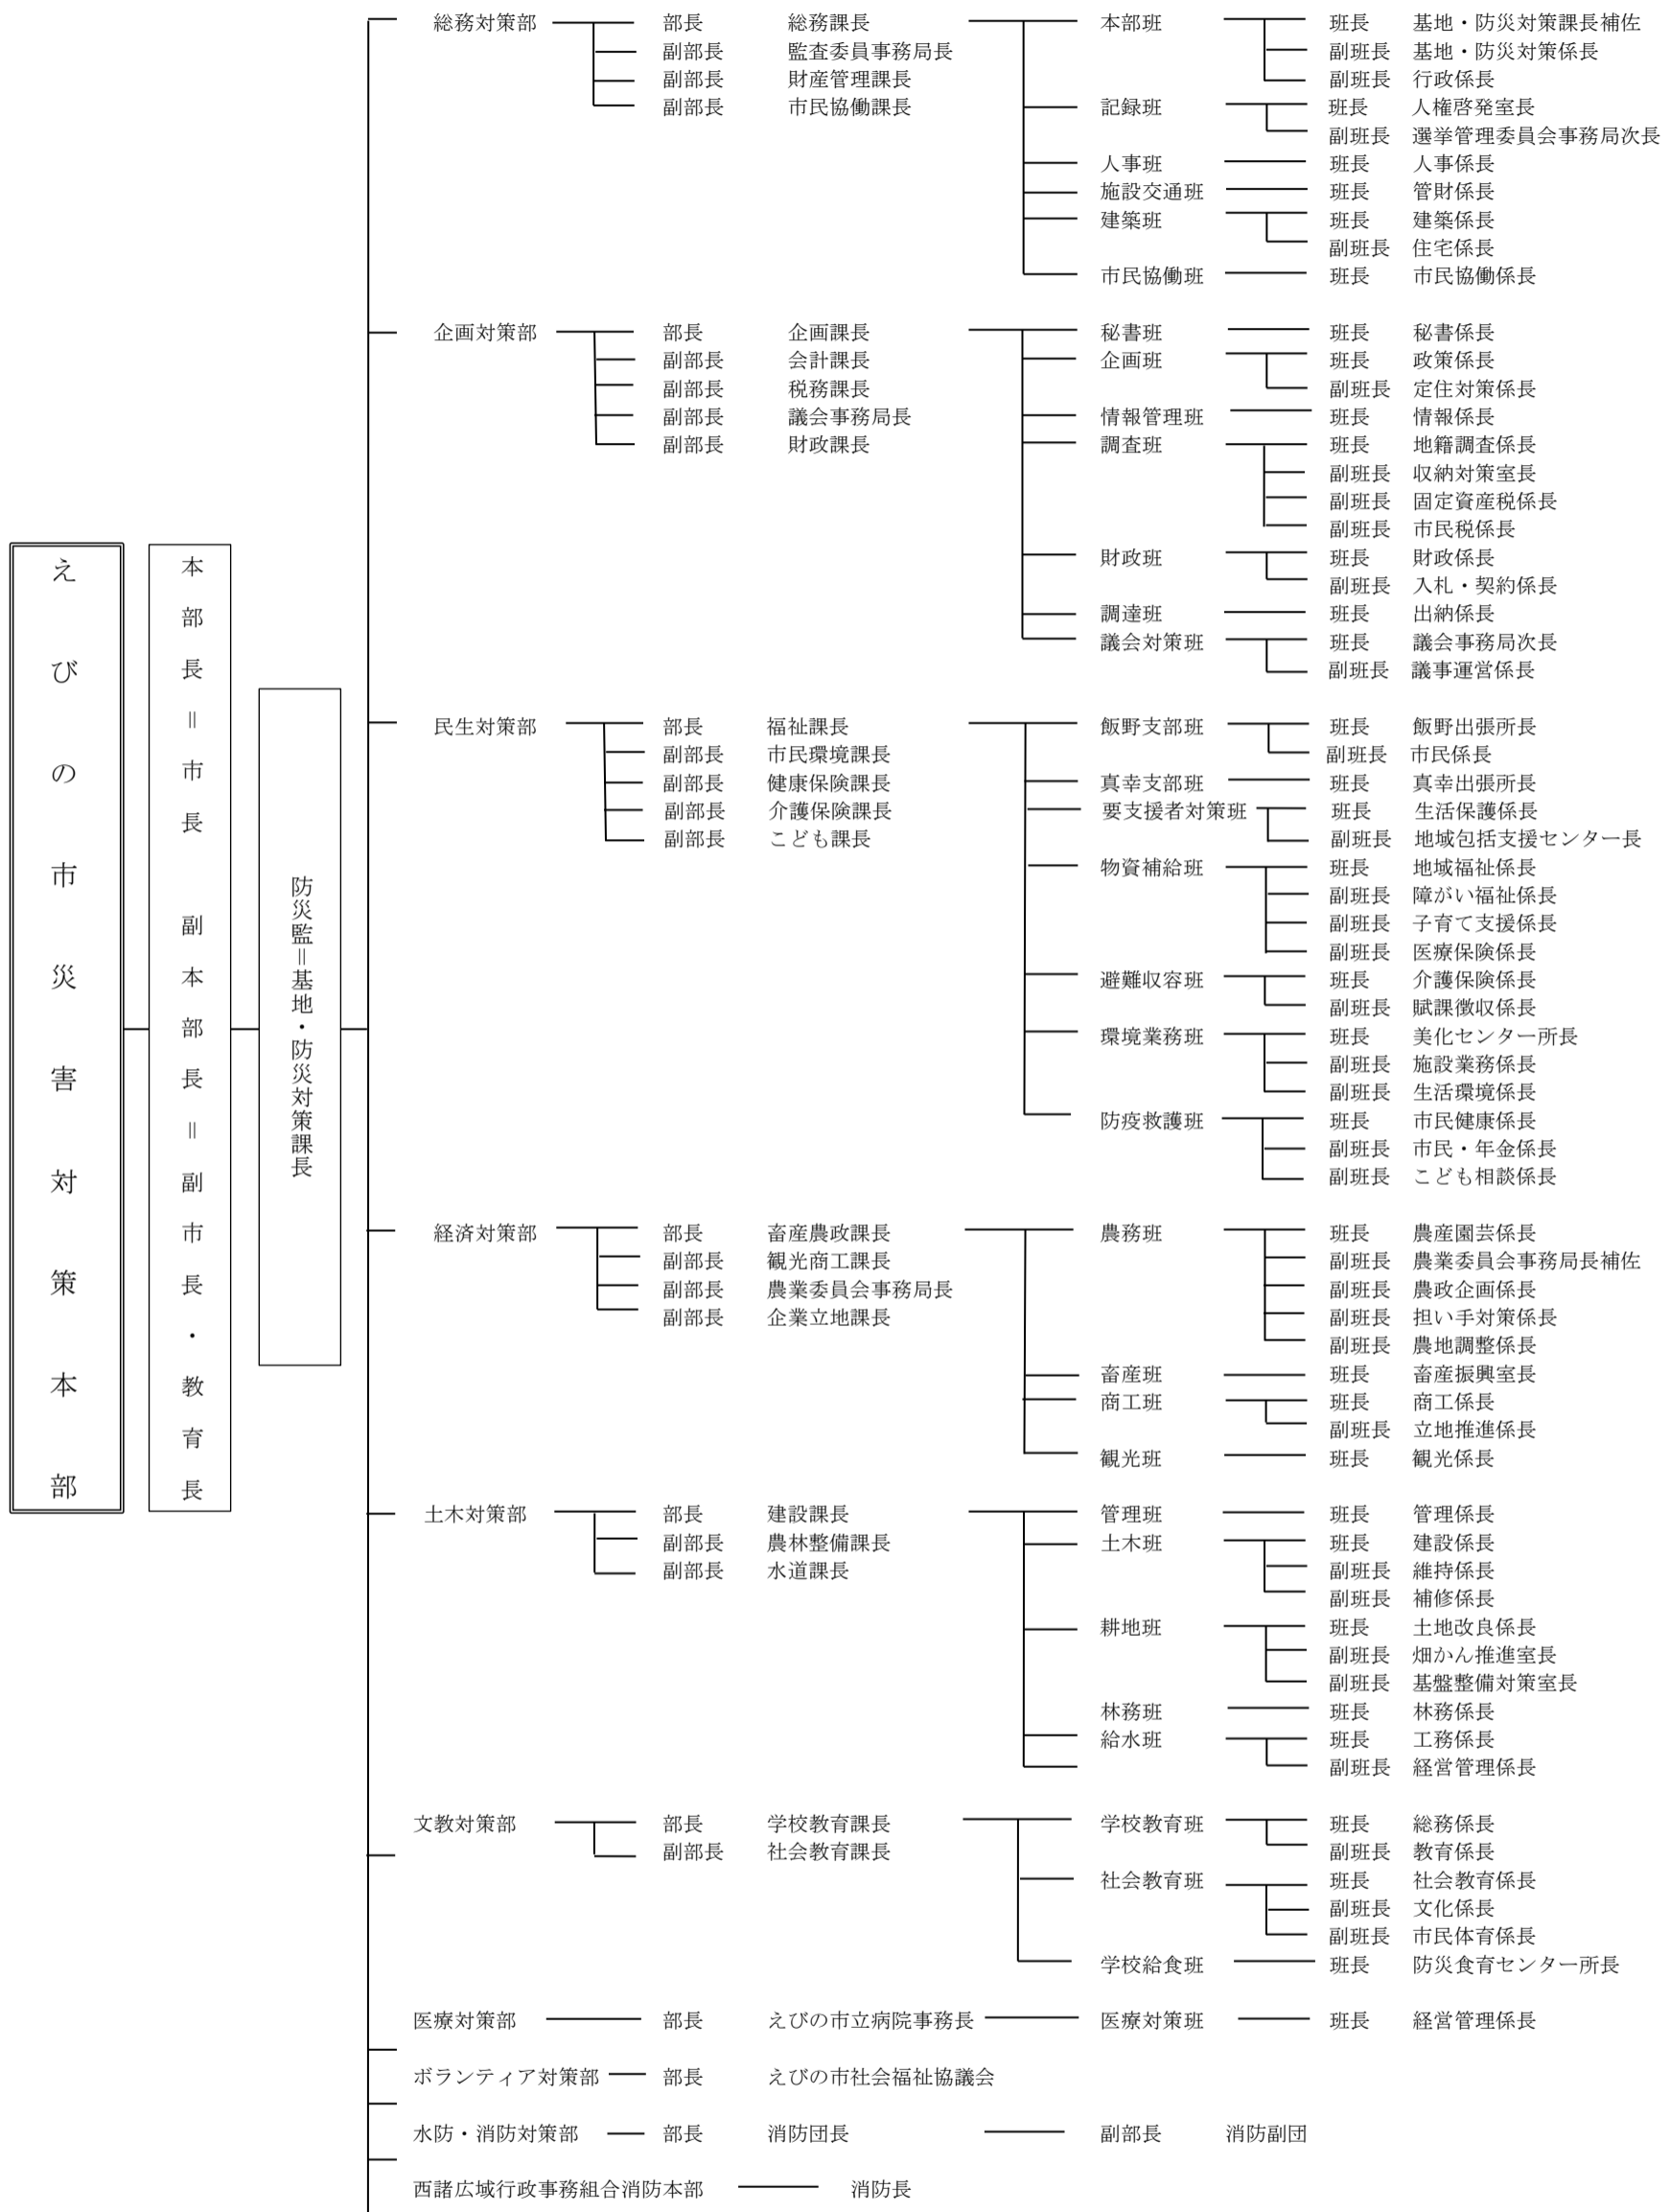 えびの市災害対策本部
本部長＝市長　副本部長＝副市長・教育長
防災監＝基地・防災対策課長
総務対策部 部長 総務課長 本部班 班長 基地・防災対策課長補佐
副部長 監査委員事務局長 副班長 基地・防災対策係長
副部長 財産管理課長 副班長 行政係長
副部長 市民協働課長 記録班 班長 人権啓発室長
副班長 選挙管理委員会事務局次長
人事班 班長 人事係長
施設交通班 班長 管財係長
建築班 班長 建築係長
副班長 住宅係長
市民協働班 班長 市民協働係長
企画対策部 部長 企画課長 秘書班 班長 秘書係長
副部長 会計課長 企画班 班長 政策係長
副部長 税務課長 副班長 定住対策係長
副部長 議会事務局長 情報管理班 班長 情報係長
副部長 財政課長 調査班 班長 地籍調査係長
副班長 収納対策室長
副班長 固定資産税係長
副班長 市民税係長
財政班 班長 財政係長
副班長 入札・契約係長
調達班 班長 出納係長
議会対策班 班長 議会事務局次長
副班長 議事運営係長
民生対策部 部長 福祉課長 飯野支部班 班長 飯野出張所長
副部長 市民環境課長 副班長 市民係長
副部長 健康保険課長 真幸支部班 班長 真幸出張所長
副部長 介護保険課長 要支援者対策班 班長 生活保護係長
副部長 こども課長 副班長 地域包括支援センター長
物資補給班 班長 地域福祉係長
副班長 障がい福祉係長
副班長 子育て支援係長
副班長 医療保険係長
避難収容班 班長 介護保険係長
副班長 賦課徴収係長
環境業務班 班長 美化センター所長
副班長 施設業務係長
副班長 生活環境係長
防疫救護班 班長 市民健康係長
副班長 市民・年金係長
副班長 こども相談係長
経済対策部 部長 畜産農政課長 農務班 班長 農産園芸係長
副部長 観光商工課長 副班長 農業委員会事務局長補佐
副部長 農業委員会事務局長 副班長 農政企画係長
副部長 企業立地課長 副班長 担い手対策係長
副班長 農地調整係長
畜産班 班長 畜産振興室長
商工班 班長 商工係長
副班長 立地推進係長
観光班 班長 観光係長
土木対策部 部長 建設課長 管理班 班長 管理係長
副部長 農林整備課長 土木班 班長 建設係長
副部長 水道課長 副班長 維持係長
副班長 補修係長
耕地班 班長 土地改良係長
副班長 畑かん推進室長
副班長 基盤整備対策室長
林務班 班長 林務係長
給水班 班長 工務係長
副班長 経営管理係長
文教対策部 部長 学校教育課長 学校教育班 班長 総務係長
副部長 社会教育課長 副班長 教育係長
社会教育班 班長 社会教育係長
副班長 文化係長
副班長 市民体育係長
学校給食班 班長 防災食育センター所長
医療対策部 部長 えびの市立病院事務長 医療対策班 班長 経営管理係長
ボランティア対策部 部長 えびの市社会福祉協議会
水防・消防対策部 部長 消防団長 副部長 消防副団
西諸広域行政事務組合消防本部 消防長